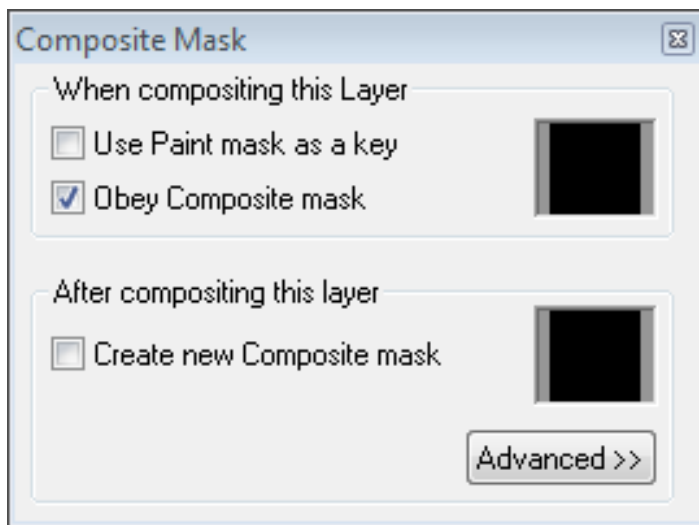 Composite Mask
When compositing this Layer
Use Paint mask as a key
Obey Composite mask
After compositing this layer
Create new Composite mask
Advanced >>